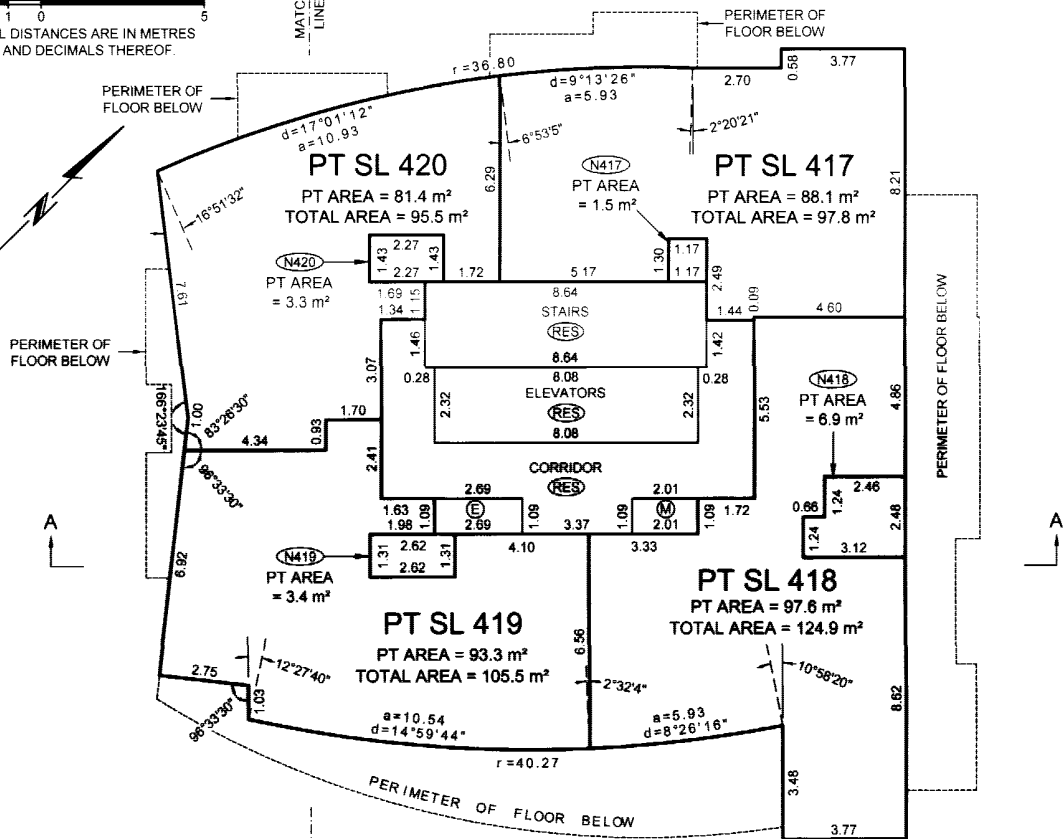 1 0 5
L DISTANCES ARE IN METRES
AND DECIMALS THEREOF.
MATC
LINE
PERIMETER OF
FLOOR BELOW
PERIMETER OF
FLOOR BELOW
r=36.80
d=9°13'26"
a=5.93
2.70
0.58
3.77
d=17°01'12"
a=10.93
6°53'5"
2°20'21"
PT SL 420
PT AREA = 81.4 m²
TOTAL AREA = 95.5 m²
6.29
N417
PT AREA
= 1.5 m²
PT SL 417
PT AREA = 88.1 m²
TOTAL AREA = 97.8 m²
8.21
16°51'32"
N420
PT AREA
= 3.3 m²
2.27
1.43
1.43
2.27
1.72
5.17
1.30
1.17
1.17
2.49
7.61
1.69
1.15
1.34
8.64
STAIRS
RES
8.64
1.46
1.42
1.44
0.09
4.60
PERIMETER OF
FLOOR BELOW
PERIMETER OF FLOOR BELOW
3.07
0.28
8.08
0.28
2.32
ELEVATORS
RES
2.32
8.08
5.53
N418
PT AREA
= 6.9 m²
4.86
166°23'45"
1.00
83°26'30"
4.34
0.93
1.70
96°33'30"
2.41
CORRIDOR
RES
2.46
1.24
0.66
2.48
1.24
3.12
A
A
1.63
1.98
1.09
2.69
E
2.69
1.09
3.37
1.09
2.01
M
2.01
1.09
1.72
4.10
3.33
6.92
N419
PT AREA
= 3.4 m²
1.31
2.62
2.62
1.31
PT SL 418
PT AREA = 97.6 m²
TOTAL AREA = 124.9 m²
PT SL 419
PT AREA = 93.3 m²
TOTAL AREA = 105.5 m²
6.56
2°32'4"
10°58'20"
8.62
2.75
12°27'40"
1.03
96°33'30"
a=10.54
d=14°59'44"
a=5.93
d=8°26'16"
r=40.27
3.48
3.77
PERIMETER OF FLOOR BELOW